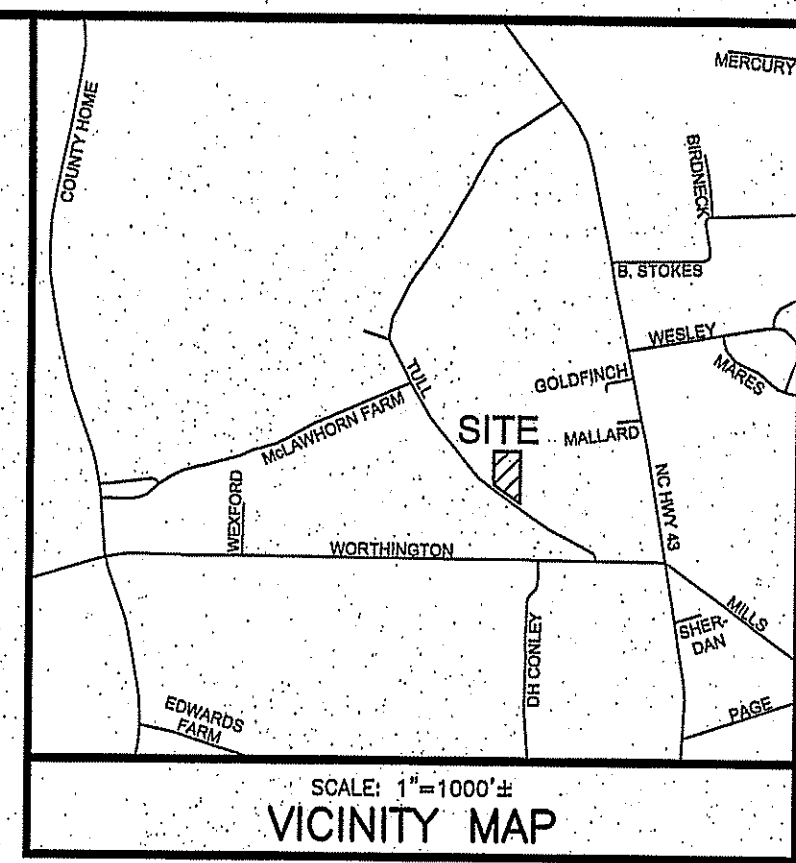 MERCURY
COUNTY HOME
BIRDNECK
B. STOKES
WESLEY
TULL
GOLDFINCH
MARES
McLAWHORN FARM
SITE
MALLARD
NC HWY 43
WEXFORD
WORTHINGTON
MILLS
SHER-
DAN
DH CONLEY
PAGE
EDWARDS
FARM
SCALE: 1"=1000'±
VICINITY MAP